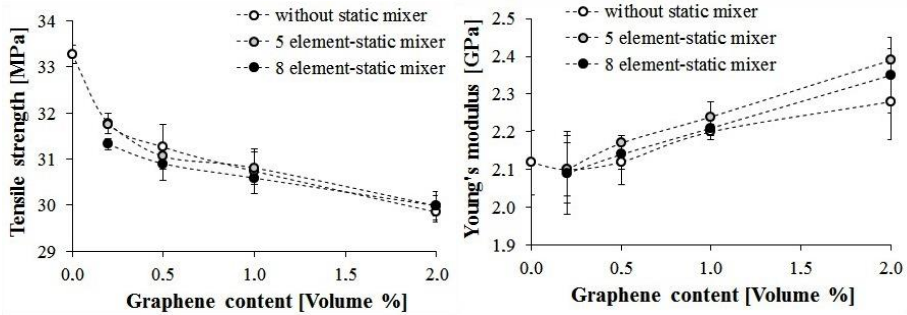 Tensile strength [MPa]
34
33
32
31
30
29
without static mixer
5 element-static mixer
8 element-static mixer
0.0 0.5 1.0 1.5 2.0
Graphene content [Volume %]
Young's modulus [GPa]
2.5
2.4
2.3
2.2
2.1
2.0
1.9
without static mixer
5 element-static mixer
8 element-static mixer
0.0 0.5 1.0 1.5 2.0
Graphene content [Volume %]